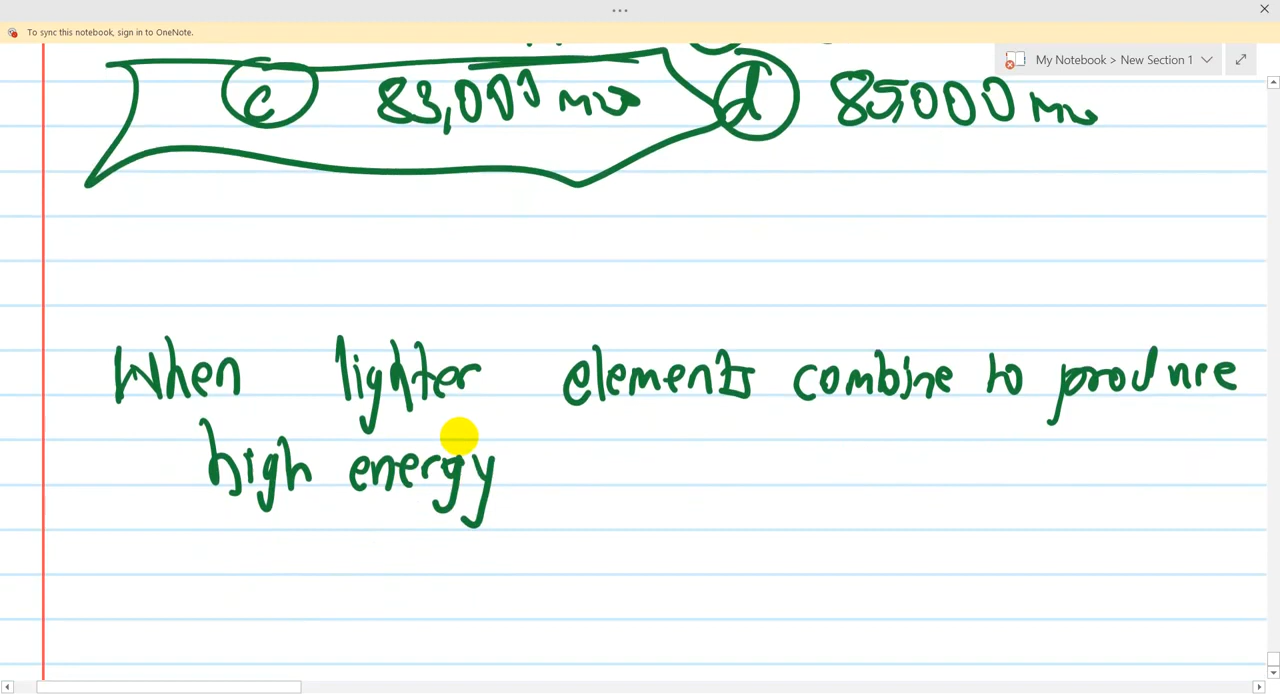 To sync this notebook, sign in to OneNote.
My Notebook > New Section 1
c 83,000 mw d 85000 mw
When lighter elements combine to produce
high energy